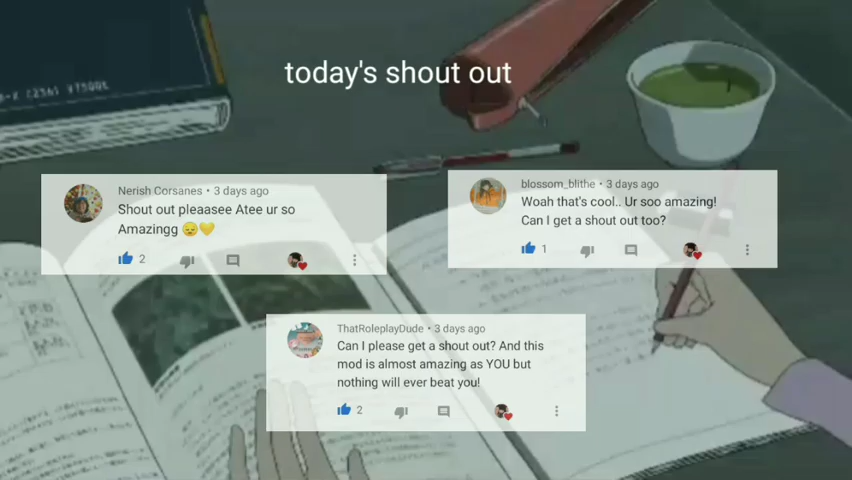 today's shout out
Nerish Corsanes • 3 days ago
Shout out pleaasee Atee ur so
Amazingg 😔💛
2
blossom_blithe • 3 days ago
Woah that's cool.. Ur soo amazing!
Can I get a shout out too?
1
ThatRoleplayDude • 3 days ago
Can I please get a shout out? And this
mod is almost amazing as YOU but
nothing will ever beat you!
2